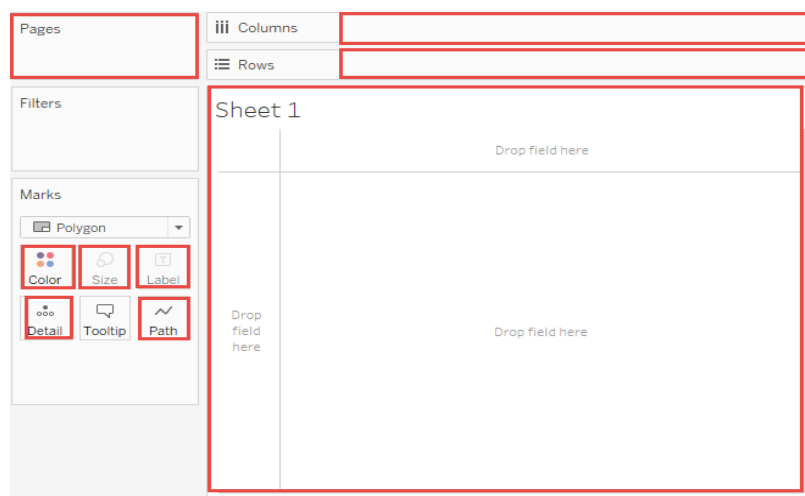 Pages
Columns
Rows
Filters
Sheet 1
Drop field here
Marks
Polygon
Color Size Label
Detail Tooltip Path
Drop
field
here
Drop field here